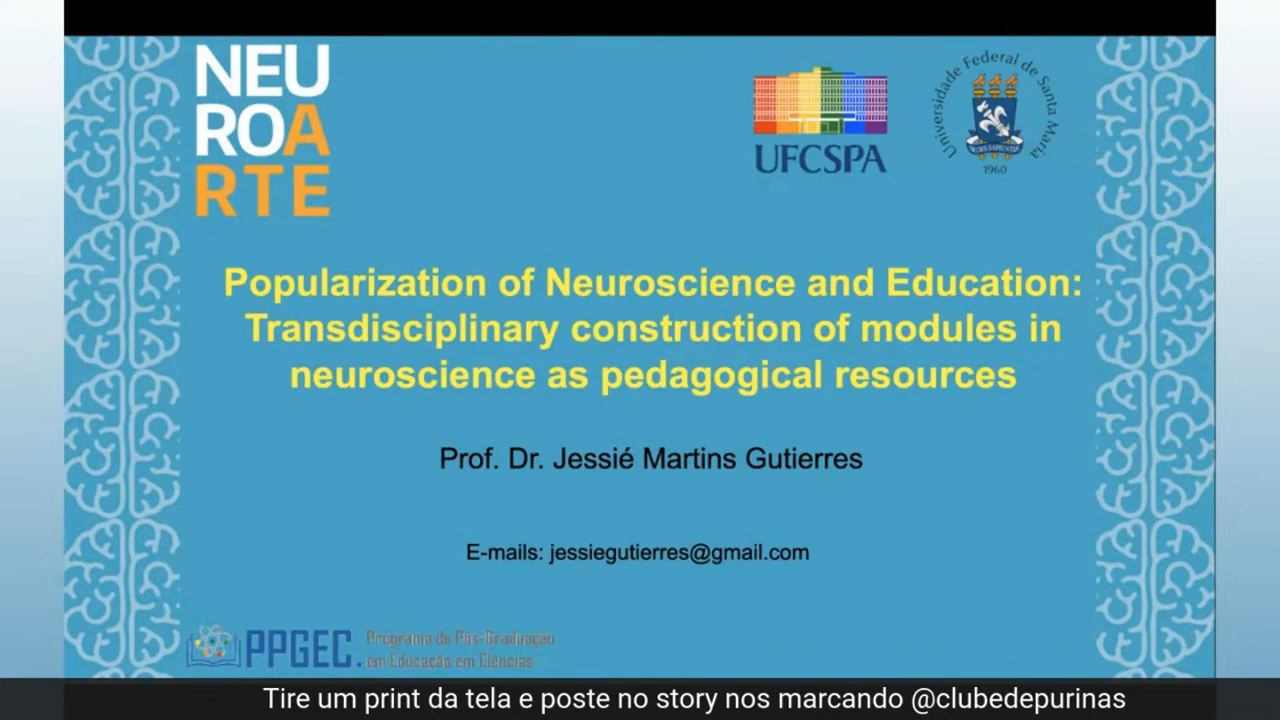 NEU
RO A
RTE
UFCSPA
Universidade Federal de Santa Maria
1960
Popularization of Neuroscience and Education:
Transdisciplinary construction of modules in
neuroscience as pedagogical resources
Prof. Dr. Jessié Martins Gutierres
E-mails: jessiegutierres@gmail.com
PPGEC.
Programa de Pós-Graduação
em Educação em Ciências
Tire um print da tela e poste no story nos marcando @clubedepurinas